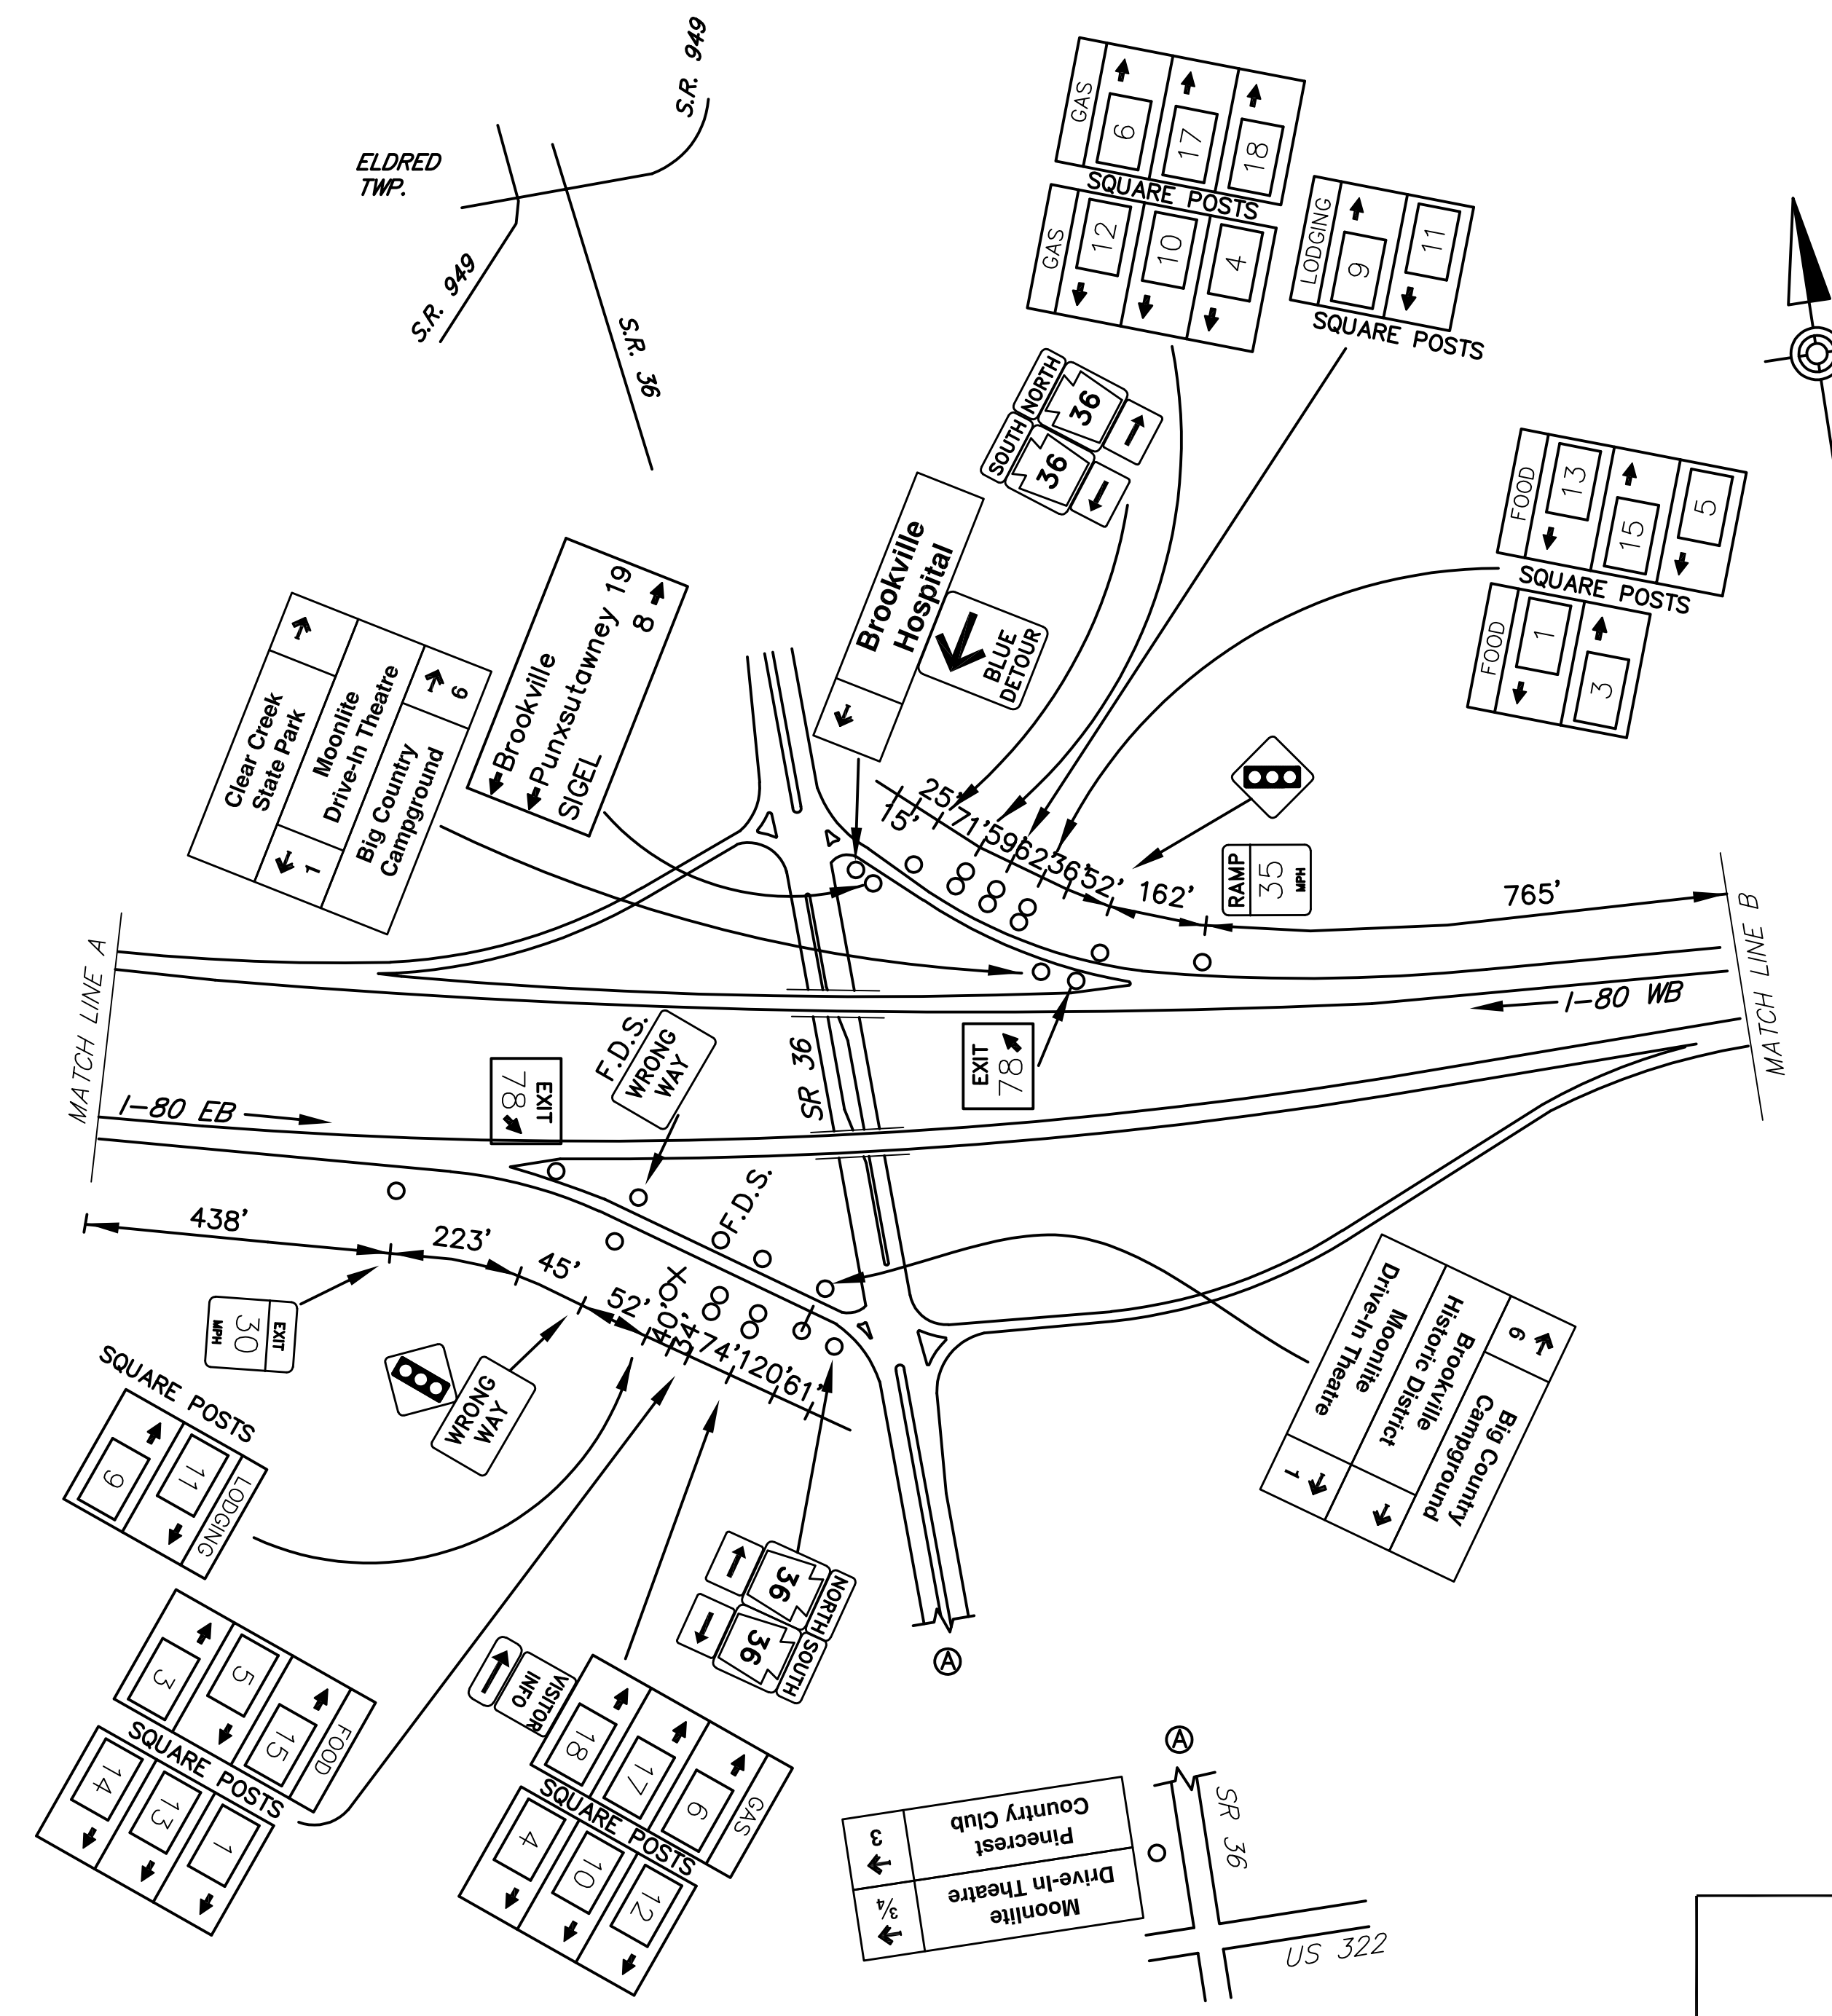 S.R. 949
ELDRED
TWP.
S.R. 949
S.R. 36
GAS
6
17
18
SQUARE POSTS
GAS
12
10
4
LODGING
9
11
SQUARE POSTS
NORTH
36
SOUTH
36
FOOD
13
15
5
SQUARE POSTS
FOOD
1
3
Brookville
Hospital
BLUE
DETOUR
Brookville
Punxsutawney 19
SIGEL 8
Clear Creek
State Park
Moonlite
Drive-In Theatre
1
Big Country
Campground
6
15'
25'
71'
59'
62'
36'
52'
162'
765'
RAMP
35
MPH
MATCH LINE A
MATCH LINE B
I-80 WB
SR 36
EXIT
78
F.D.S.
WRONG
WAY
EXIT
78
I-80 EB
F.D.S.
438'
223'
45'
52'
40'
34'
74'
120'
61'
EXIT
30
MPH
WRONG
WAY
SQUARE POSTS
LODGING
11
9
FOOD
15
5
3
SQUARE POSTS
1
13
14
NORTH
36
SOUTH
36
VISITOR
INFO
GAS
6
17
18
SQUARE POSTS
12
10
4
Big Country
Campground
6
Brookville
Historic District
Moonlite
Drive-In Theatre
1
A
A
SR 36
US 322
Moonlite
Drive-In Theatre
3/4
Pinecrest
Country Club
3